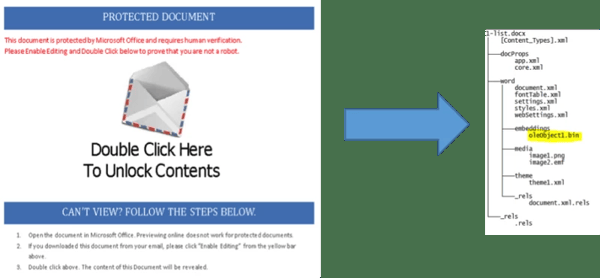 PROTECTED DOCUMENT
This document is protected by Microsoft Office and requires human verification.
Please Enable Editing and Double Click below to prove that you are not a robot.
Double Click Here
To Unlock Contents
CAN'T VIEW? FOLLOW THE STEPS BELOW.
1. Open the document in Microsoft Office. Previewing online does not work for protected documents.
2. If you downloaded this document from your email, please click "Enable Editing" from the yellow bar
above.
3. Double click above. The content of this Document will be revealed.
1-list.docx
[Content_Types].xml
docProps
app.xml
core.xml
word
document.xml
fontTable.xml
settings.xml
styles.xml
webSettings.xml
embeddings
oleObject1.bin
media
image1.png
image2.emf
theme
theme1.xml
_rels
document.xml.rels
_rels
.rels